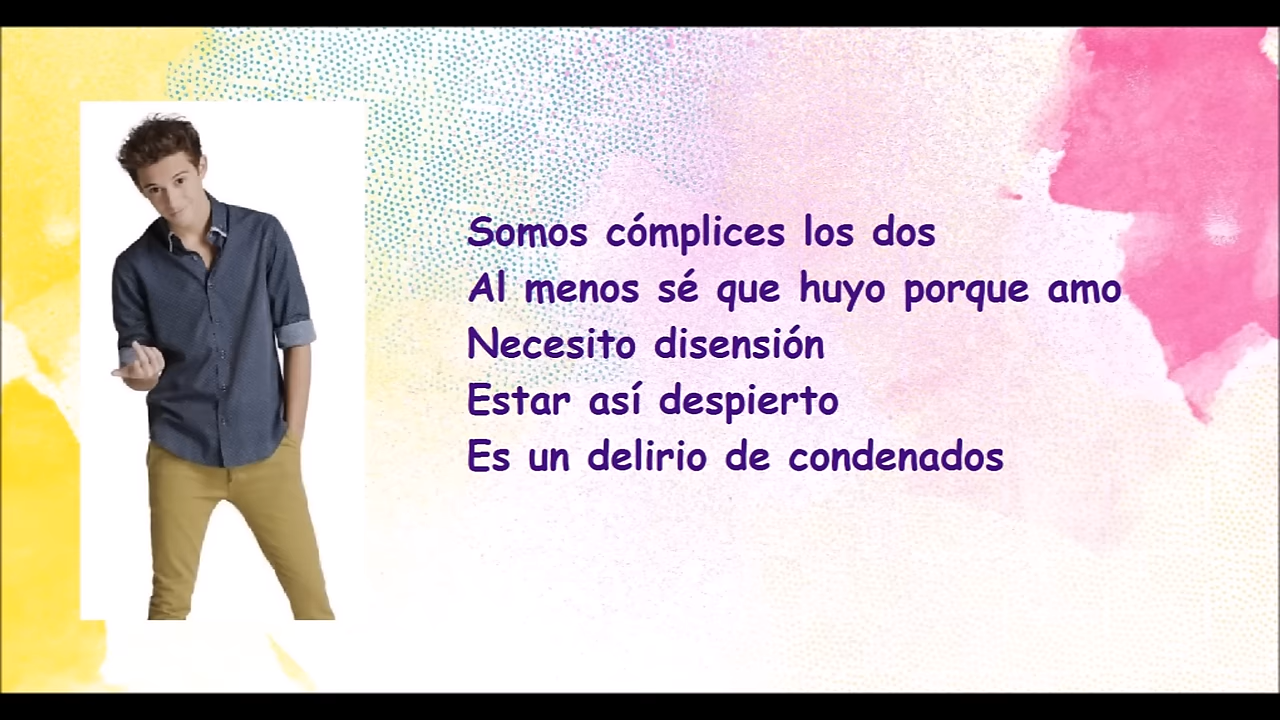 Somos cómplices los dos
Al menos sé que huyo porque amo
Necesito disensión
Estar así despierto
Es un delirio de condenados